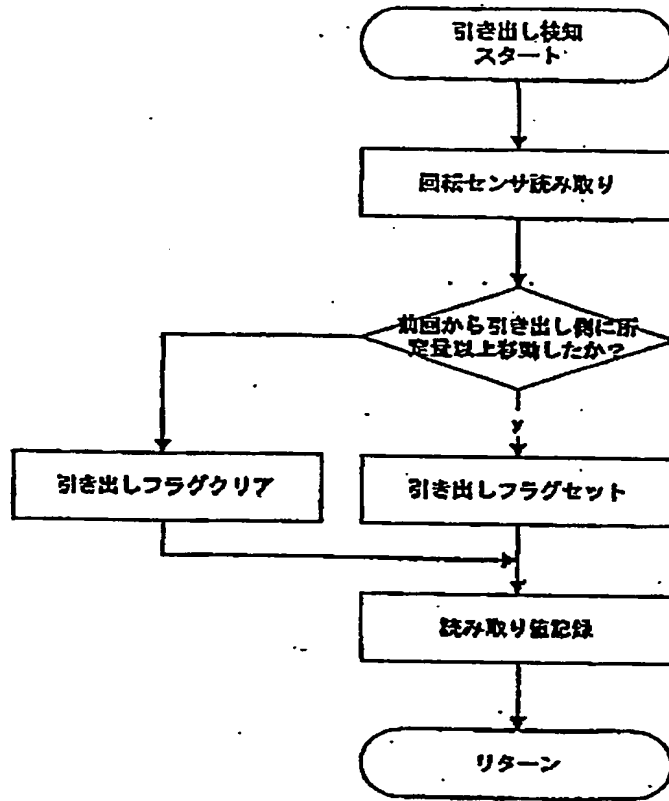 引き出し検知
スタート
回転センサ読み取り
前回から引き出し側に所
定量以上移動したか？
y
引き出しフラグクリア
引き出しフラグセット
読み取り値記録
リターン